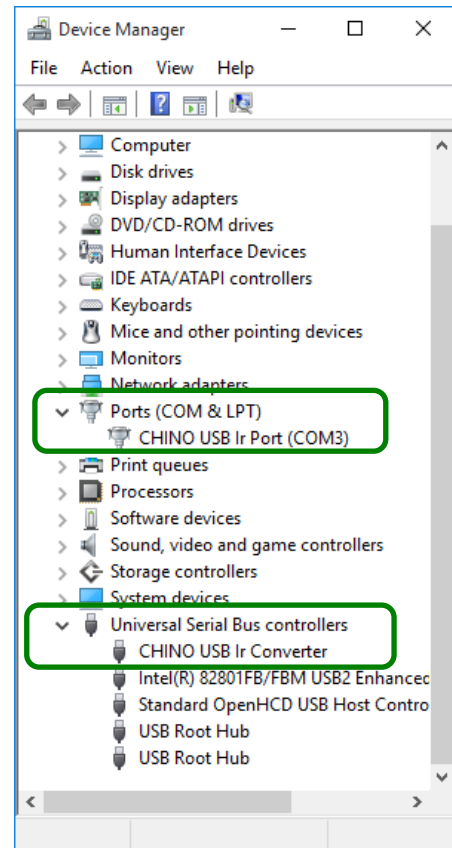 Device Manager
File Action View Help
Computer
Disk drives
Display adapters
DVD/CD-ROM drives
Human Interface Devices
IDE ATA/ATAPI controllers
Keyboards
Mice and other pointing devices
Monitors
Network adapters
Ports (COM & LPT)
CHINO USB Ir Port (COM3)
Print queues
Processors
Software devices
Sound, video and game controllers
Storage controllers
System devices
Universal Serial Bus controllers
CHINO USB Ir Converter
Intel(R) 82801FB/FBM USB2 Enhanced
Standard OpenHCD USB Host Contro
USB Root Hub
USB Root Hub